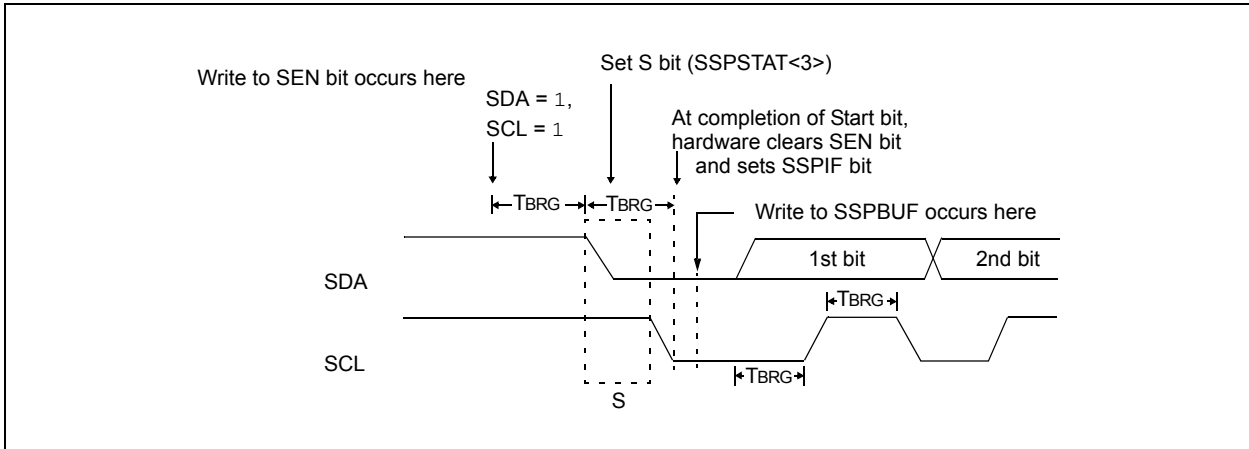 Write to SEN bit occurs here
Set S bit (SSPSTAT<3>)
SDA = 1,
SCL = 1
At completion of Start bit,
hardware clears SEN bit
and sets SSPIF bit
TBRG
TBRG
Write to SSPBUF occurs here
SDA
1st bit
2nd bit
TBRG
SCL
TBRG
S